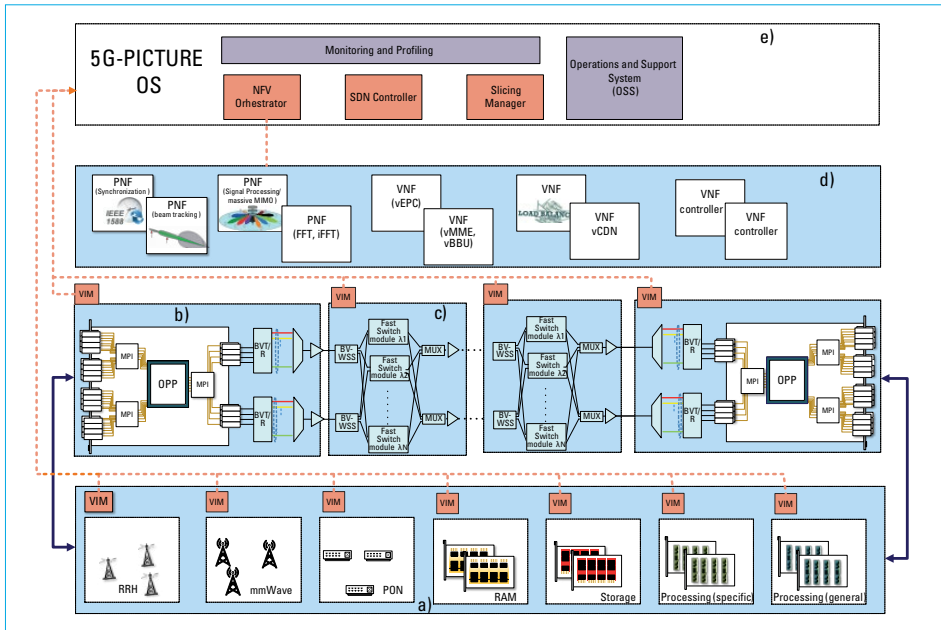 e)
5G-PICTURE
OS
Monitoring and Profiling
Operations and Support
System
(OSS)
NFV
Orhestrator
SDN Controller
Slicing
Manager
d)
PNF
(Synchronization)
IEEE
1588
PNF
(beam tracking)
PNF
(Signal Processing/
massive MIMO)
PNF
(FFT, iFFT)
VNF
(vEPC)
VNF
(vMME,
vBBU)
LOAD BALANC
VNF
vCDN
VNF
controller
VNF
controller
VIM
VIM
VIM
VIM
b)
MPI
MPI
OPP
MPI
BVT/
R
BVT/
R
c)
BV-
WSS
BV-
WSS
Fast
Switch
module λ1
Fast
Switch
module λ2
Fast
Switch
module λN
MUX
MUX
BV-
WSS
BV-
WSS
Fast
Switch
module λ1
Fast
Switch
module λ2
Fast
Switch
module λN
MUX
MUX
BVT/
R
BVT/
R
MPI
OPP
MPI
MPI
VIM
VIM
VIM
VIM
VIM
VIM
VIM
RRH
mmWave
PON
RAM
Storage
Processing (specific)
Processing (general)
a)